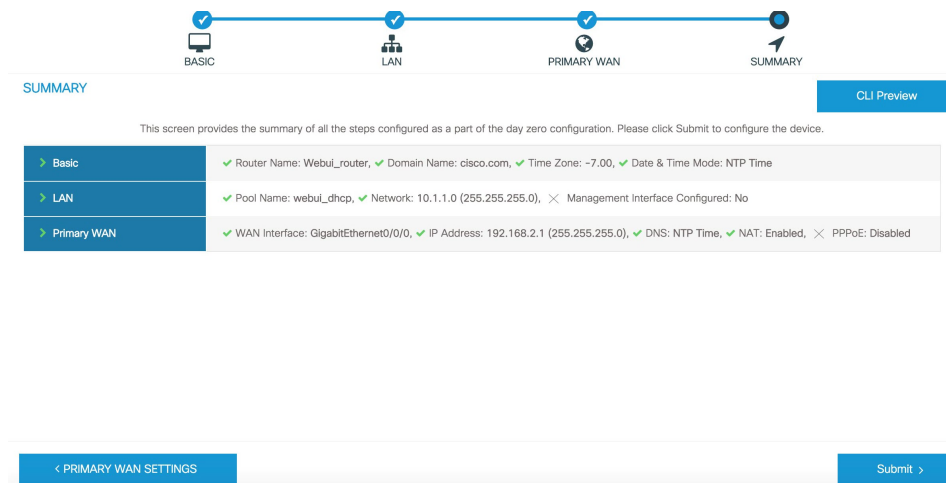 BASIC
LAN
PRIMARY WAN
SUMMARY
SUMMARY
CLI Preview
This screen provides the summary of all the steps configured as a part of the day zero configuration. Please click Submit to configure the device.
> Basic
✔ Router Name: Webui_router, ✔ Domain Name: cisco.com, ✔ Time Zone: -7.00, ✔ Date & Time Mode: NTP Time
> LAN
✔ Pool Name: webui_dhcp, ✔ Network: 10.1.1.0 (255.255.255.0), ✕ Management Interface Configured: No
> Primary WAN
✔ WAN Interface: GigabitEthernet0/0/0, ✔ IP Address: 192.168.2.1 (255.255.255.0), ✔ DNS: NTP Time, ✔ NAT: Enabled, ✕ PPPoE: Disabled
< PRIMARY WAN SETTINGS
Submit >